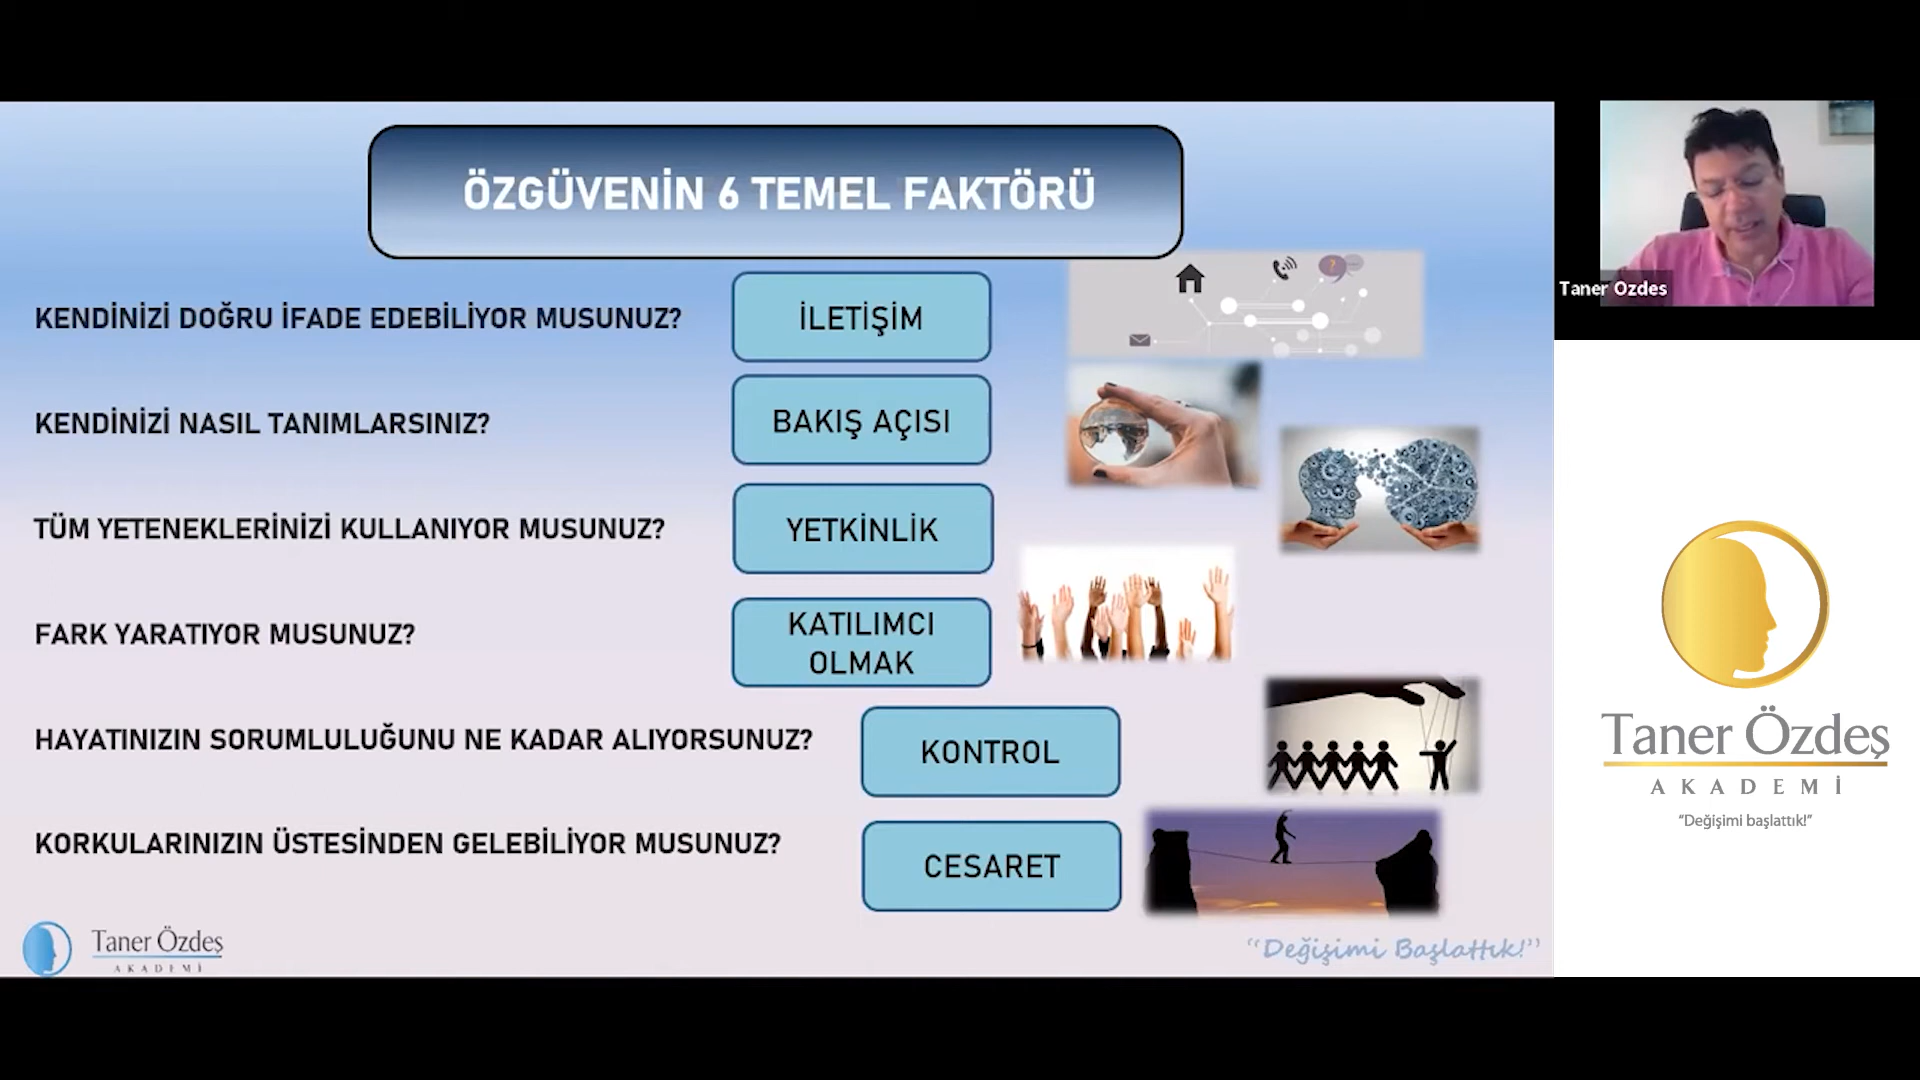 ÖZGÜVENİN 6 TEMEL FAKTÖRÜ
KENDİNİZİ DOĞRU İFADE EDEBİLİYOR MUSUNUZ?
İLETİŞİM
?
KENDİNİZİ NASIL TANIMLARSINIZ?
BAKIŞ AÇISI
TÜM YETENEKLERİNİZİ KULLANIYOR MUSUNUZ?
YETKİNLİK
FARK YARATIYOR MUSUNUZ?
KATILIMCI
OLMAK
HAYATINIZIN SORUMLULUĞUNU NE KADAR ALIYORSUNUZ?
KONTROL
KORKULARINIZIN ÜSTESİNDEN GELEBİLİYOR MUSUNUZ?
CESARET
Taner Özdeş
AKADEMİ
“Değişimi Başlattık!”
Taner Ozdes
Taner Özdeş
AKADEMİ
“Değişimi başlattık!”